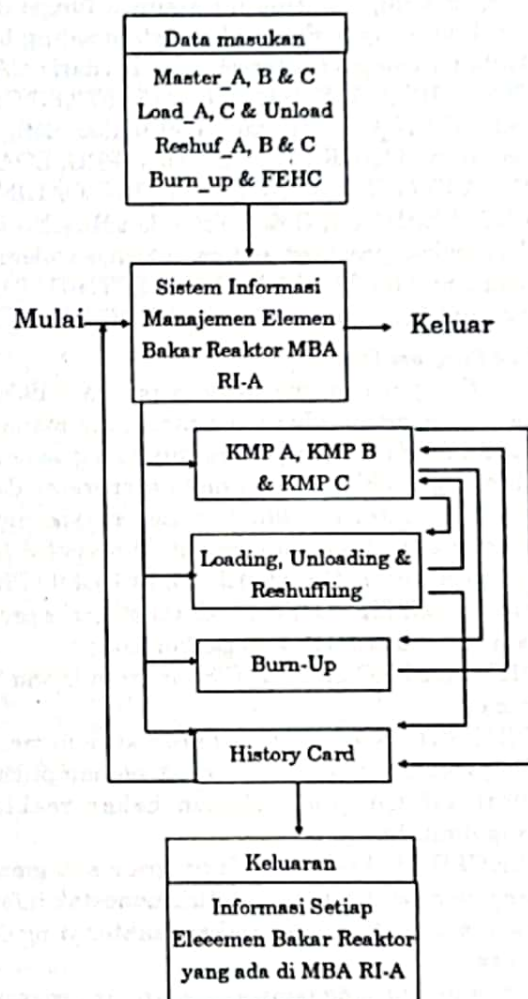 Data masukan
Master_A, B & C
Load_A, C & Unload
Reshuf_A, B & C
Burn_up & FEHC
Mulai
Sistem Informasi
Manajemen Elemen
Bakar Reaktor MBA
RI-A
Keluar
KMP A, KMP B
& KMP C
Loading, Unloading &
Reshuffling
Burn-Up
History Card
Keluaran
Informasi Setiap
Eleeemen Bakar Reaktor
yang ada di MBA RI-A